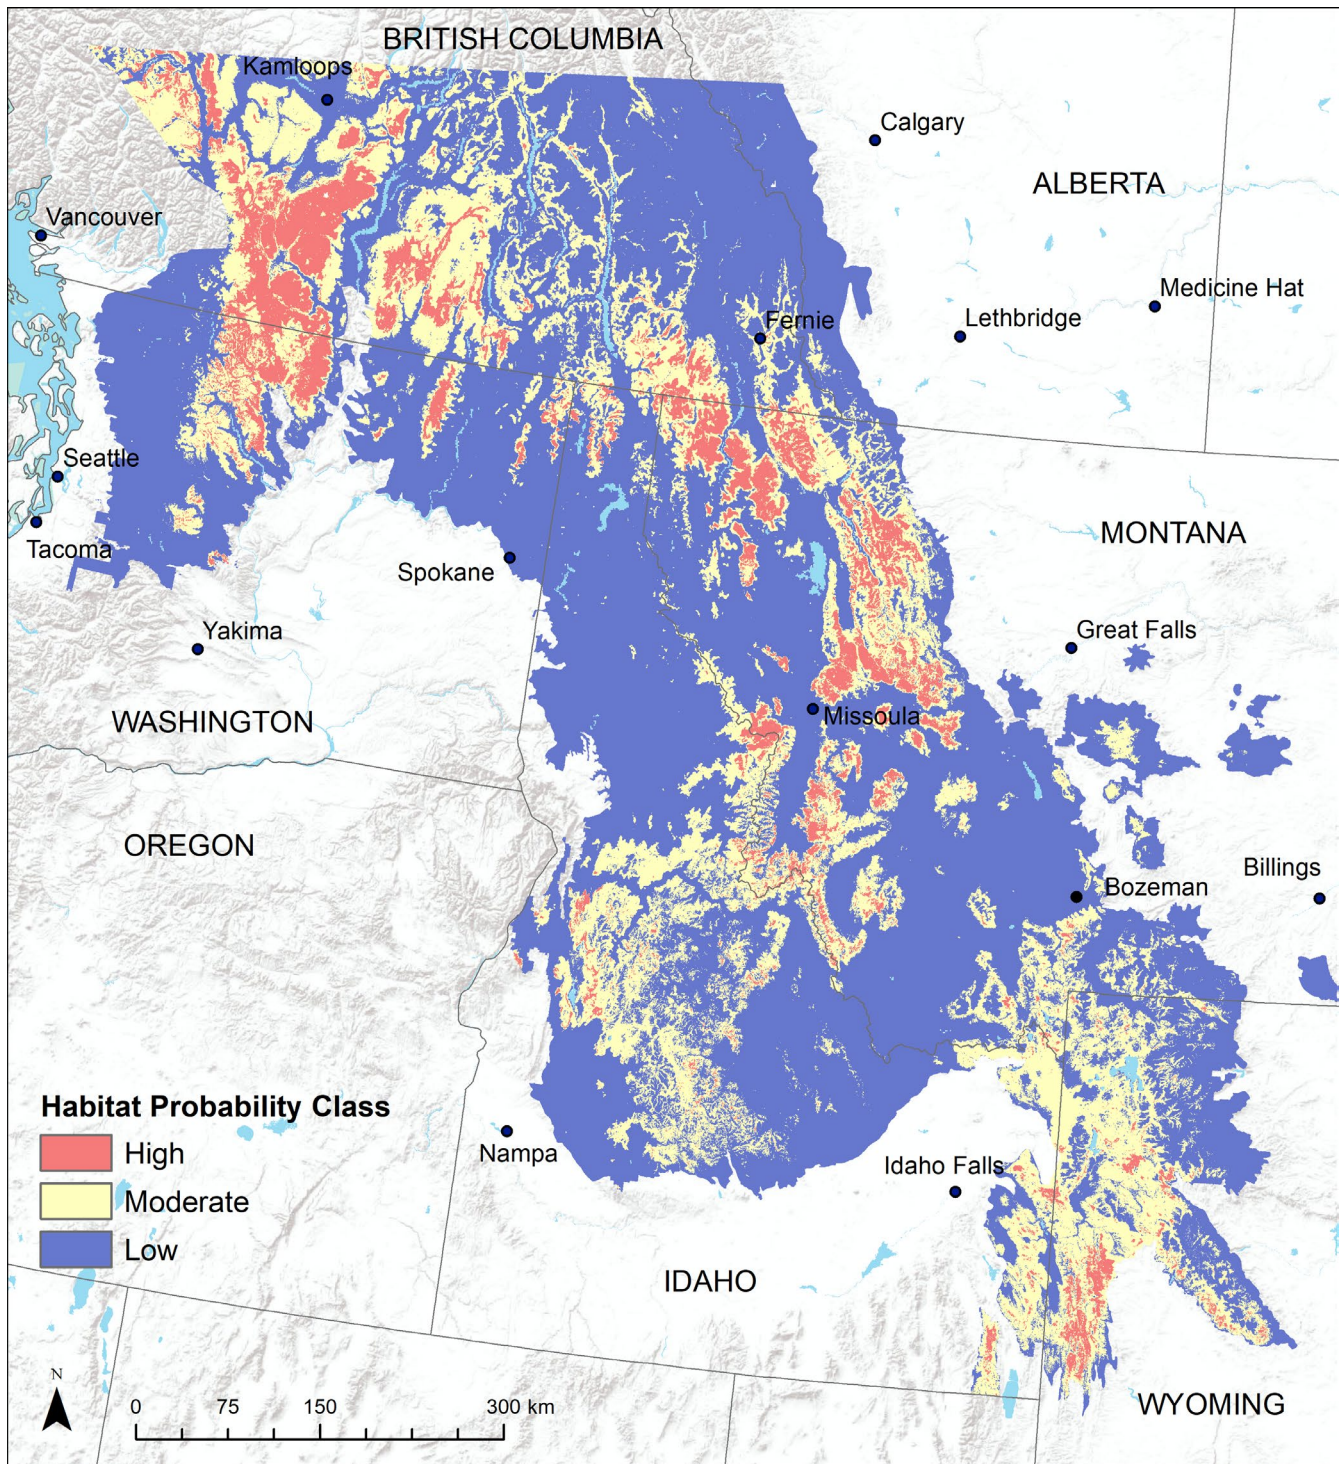 BRITISH COLUMBIA
Kamloops
Calgary
ALBERTA
Vancouver
Medicine Hat
Fernie
Lethbridge
Seattle
MONTANA
Tacoma
Spokane
Yakima
Great Falls
WASHINGTON
Missoula
OREGON
Billings
Bozeman
Habitat Probability Class
High
Nampa
Idaho Falls
Moderate
Low
IDAHO
N
0 75 150 300 km
WYOMING